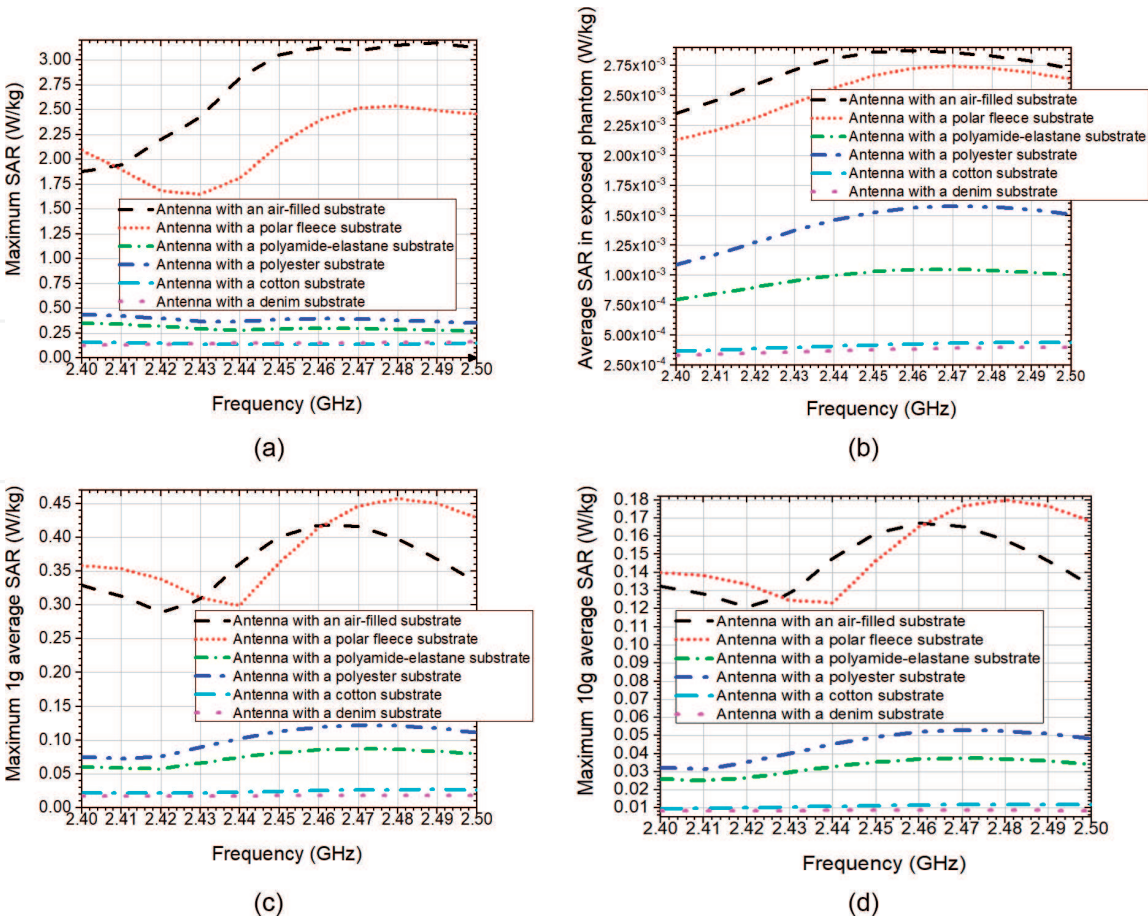 Maximum SAR (W/kg)
3.00
2.75
2.50
2.25
2.00
1.75
1.50
1.25
1.00
0.75
0.50
0.25
0.00
Antenna with an air-filled substrate
Antenna with a polar fleece substrate
Antenna with a polyamide-elastane substrate
Antenna with a polyester substrate
Antenna with a cotton substrate
Antenna with a denim substrate
2.40 2.41 2.42 2.43 2.44 2.45 2.46 2.47 2.48 2.49 2.50
Frequency (GHz)
(a)
Average SAR in exposed phantom (W/kg)
2.75x10-3
2.50x10-3
2.25x10-3
2.00x10-3
1.75x10-3
1.50x10-3
1.25x10-3
1.00x10-3
7.50x10-4
5.00x10-4
2.50x10-4
Antenna with an air-filled substrate
Antenna with a polar fleece substrate
Antenna with a polyamide-elastane substrate
Antenna with a polyester substrate
Antenna with a cotton substrate
Antenna with a denim substrate
2.40 2.41 2.42 2.43 2.44 2.45 2.46 2.47 2.48 2.49 2.50
Frequency (GHz)
(b)
Maximum 1g average SAR (W/kg)
0.45
0.40
0.35
0.30
0.25
0.20
0.15
0.10
0.05
0.00
Antenna with an air-filled substrate
Antenna with a polar fleece substrate
Antenna with a polyamide-elastane substrate
Antenna with a polyester substrate
Antenna with a cotton substrate
Antenna with a denim substrate
2.40 2.41 2.42 2.43 2.44 2.45 2.46 2.47 2.48 2.49 2.50
Frequency (GHz)
(c)
Maximum 10g average SAR (W/kg)
0.18
0.17
0.16
0.15
0.14
0.13
0.12
0.11
0.10
0.09
0.08
0.07
0.06
0.05
0.04
0.03
0.02
0.01
Antenna with an air-filled substrate
Antenna with a polar fleece substrate
Antenna with a polyamide-elastane substrate
Antenna with a polyester substrate
Antenna with a cotton substrate
Antenna with a denim substrate
2.40 2.41 2.42 2.43 2.44 2.45 2.46 2.47 2.48 2.49 2.50
Frequency (GHz)
(d)